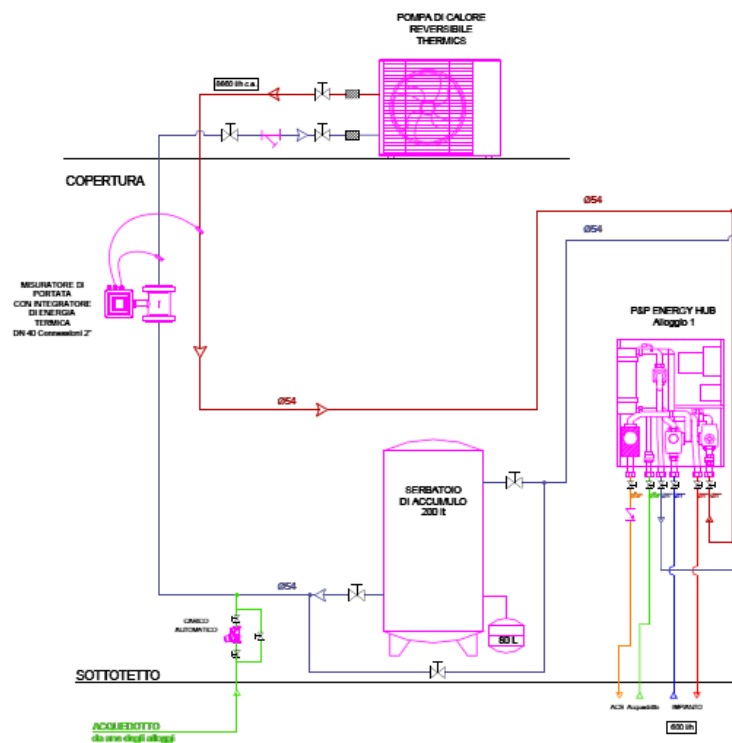 POMPA DI CALORE
REVERSIBILE
THERMICS
COPERTURA
Ø54
Ø54
MISURATORE DI
PORTATA
CON INTEGRATORE
DI ENERGIA
TERMICA
DN 40 Connessioni 2"
P&P ENERGY HUB
Alloggio 1
Ø54
SERBATOIO
DI ACCUMULO
200 lt
Ø54
CARICO
AUTOMATICO
80 L
SOTTOTETTO
ACS Acquedotto IMPIANTO
600 l/h
ACQUEDOTTO
da uno degli alloggi